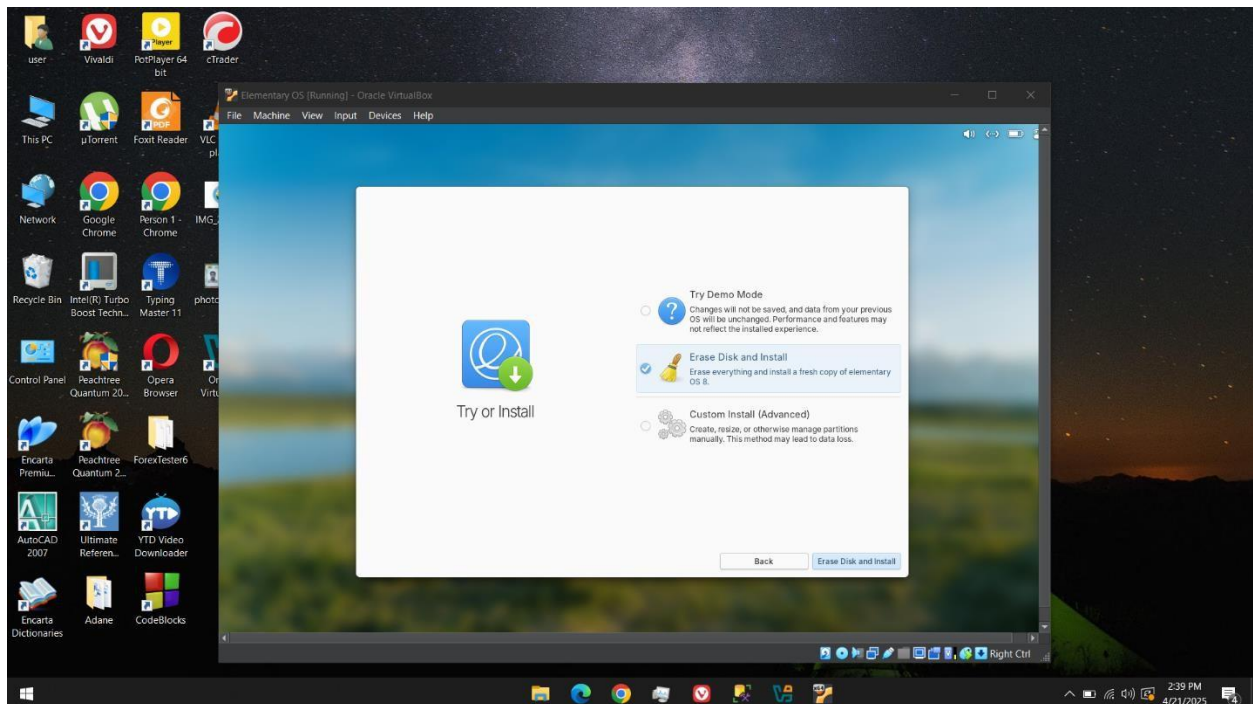 user
Vivaldi
PotPlayer 64
bit
cTrader
This PC
µTorrent
Foxit Reader
VLC
pl
Network
Google
Chrome
Person 1 -
Chrome
IMG_
Recycle Bin
Intel(R) Turbo
Boost Techn...
Typing
Master 11
photo
Control Panel
Peachtree
Quantum 20...
Opera
Browser
Or
Virtu
Encarta
Premiu...
Peachtree
Quantum 2...
ForexTester6
AutoCAD
2007
Ultimate
Referen...
YTD Video
Downloader
Encarta
Dictionaries
Adane
CodeBlocks
Elementary OS [Running] - Oracle VirtualBox
File Machine View Input Devices Help
Try or Install
Try Demo Mode
Changes will not be saved, and data from your previous
OS will be unchanged. Performance and features may
not reflect the installed experience.
Erase Disk and Install
Erase everything and install a fresh copy of elementary
OS 8.
Custom Install (Advanced)
Create, resize, or otherwise manage partitions
manually. This method may lead to data loss.
Back
Erase Disk and Install
Right Ctrl
2:39 PM
4/21/2025
4